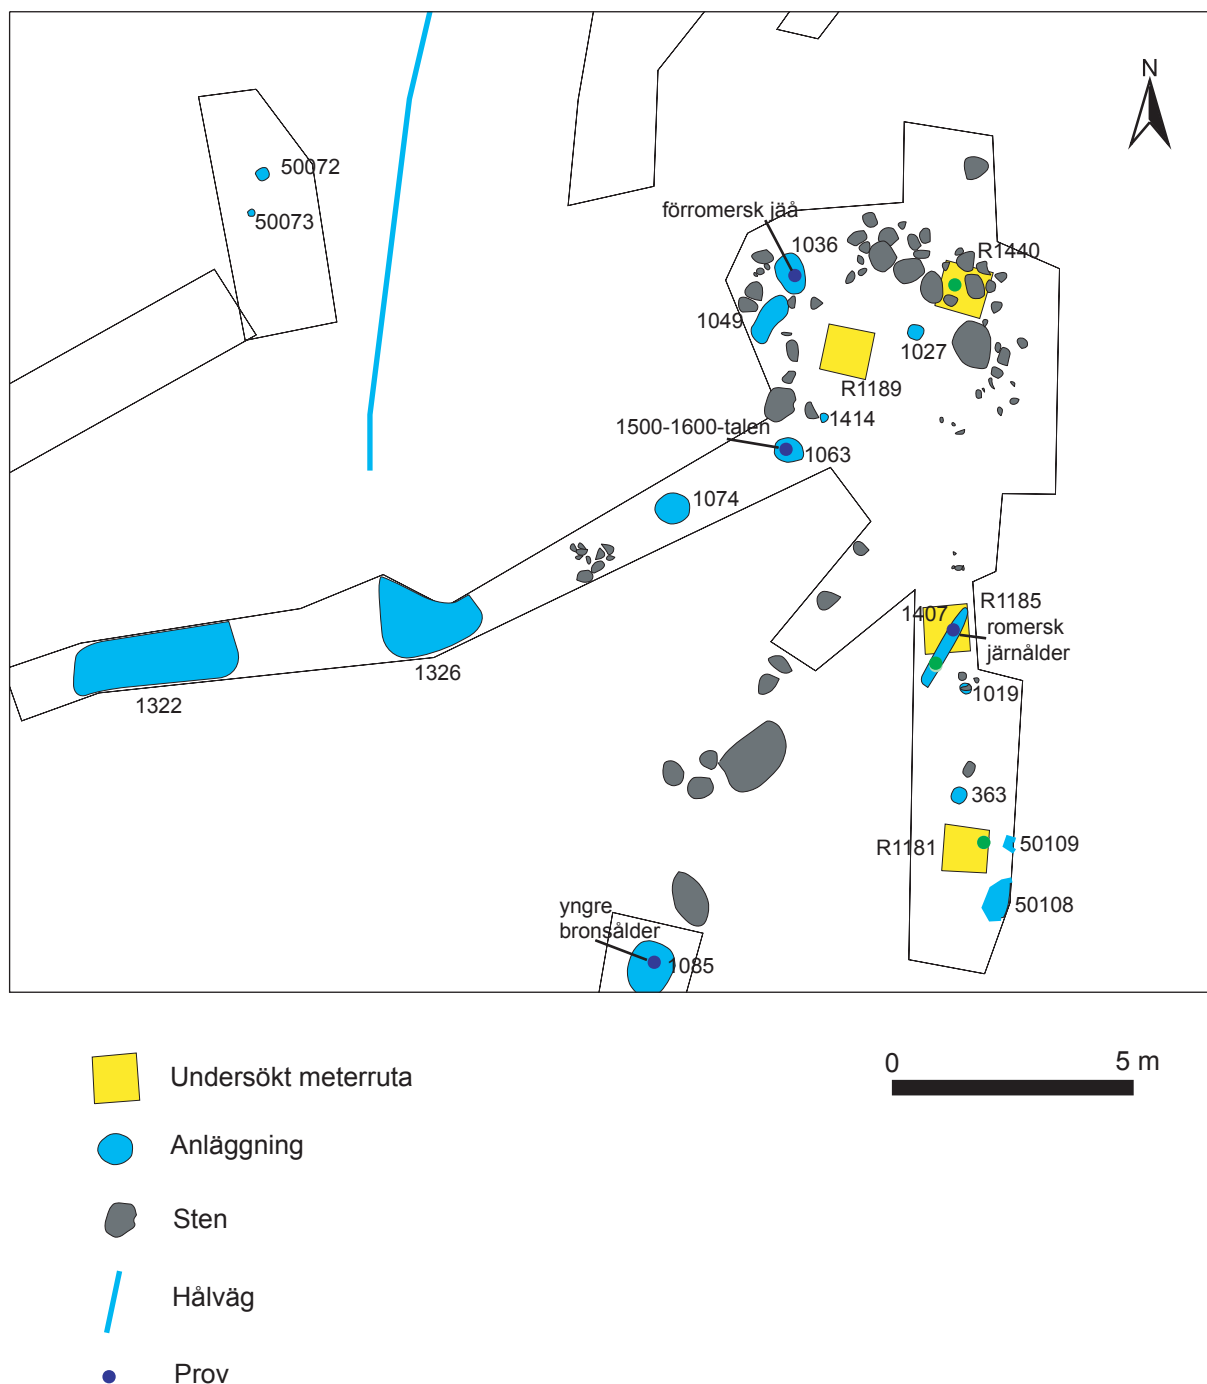 N
50072
50073
förromersk jäå
1036
R1440
1049
1027
R1189
1414
1500-1600-talen
1063
1074
1407
R1185
romersk
järnålder
1326
1322
1019
363
R1181
50109
50108
yngre
bronsålder
1085
0
5 m
Undersökt meterruta
Anläggning
Sten
Hålväg
Prov